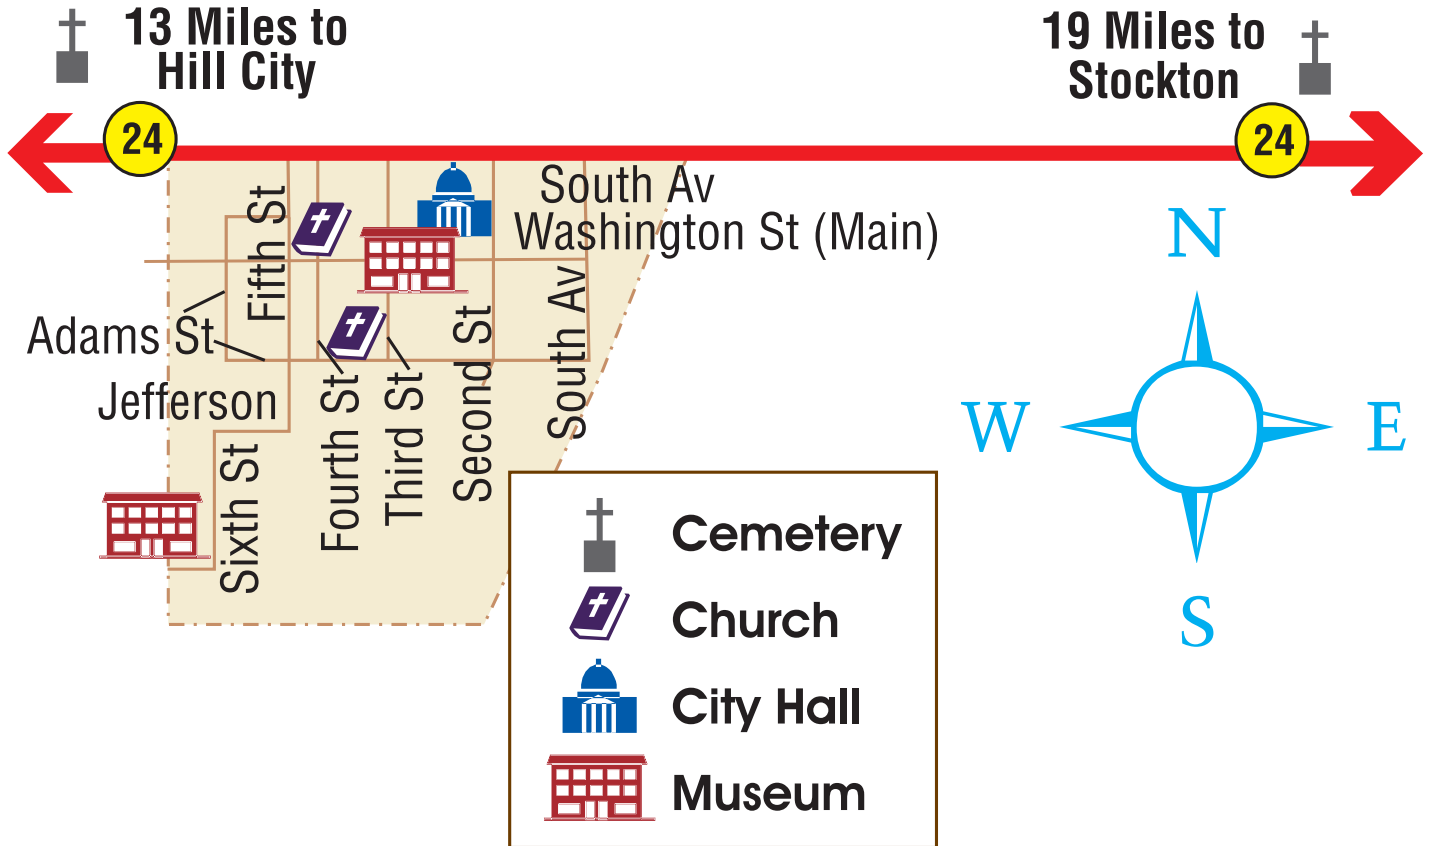 13 Miles to
Hill City
19 Miles to
Stockton
24
24
South Av
Washington St (Main)
Fifth St
Adams St
Jefferson
Sixth St
Fourth St
Third St
Second St
South Av
N
W
E
S
Cemetery
Church
City Hall
Museum